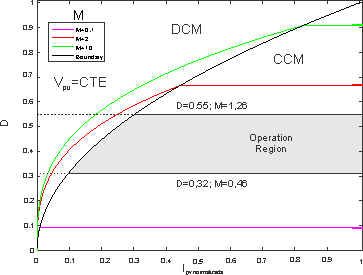 M
M=0.1
M=2
M=10
Boundary
DCM
CCM
Vpu=CTE
D=0.55; M=1,26
Operation
Region
D=0,32; M=0,46
D
1
0.9
0.8
0.7
0.6
0.5
0.4
0.3
0.2
0.1
0
0 0.1 0.2 0.3 0.4 0.5 0.6 0.7 0.8 0.9 1